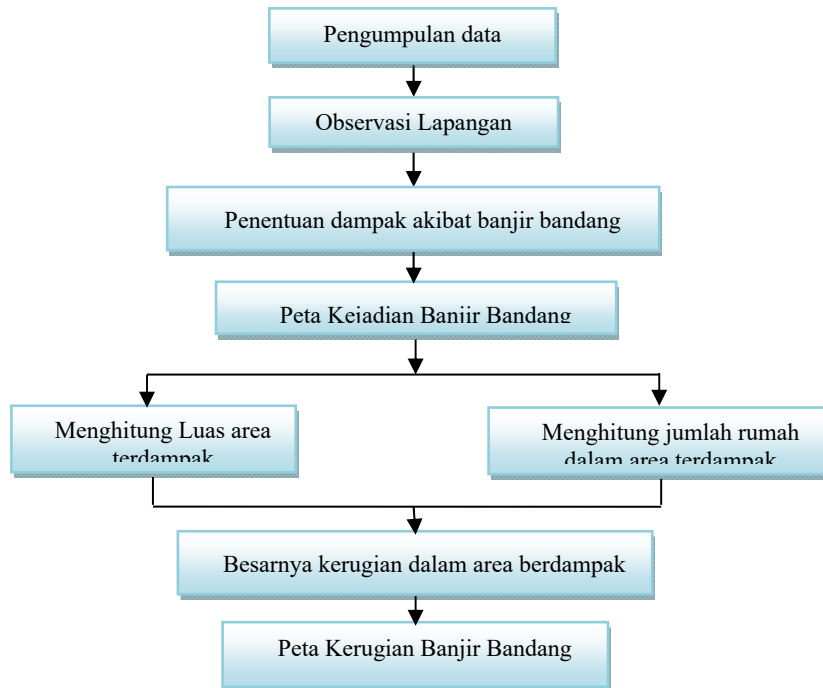 Pengumpulan data
Observasi Lapangan
Penentuan dampak akibat banjir bandang
Peta Kejadian Banjir Bandang
Menghitung Luas area
terdampak
Menghitung jumlah rumah
dalam area terdampak
Besarnya kerugian dalam area berdampak
Peta Kerugian Banjir Bandang